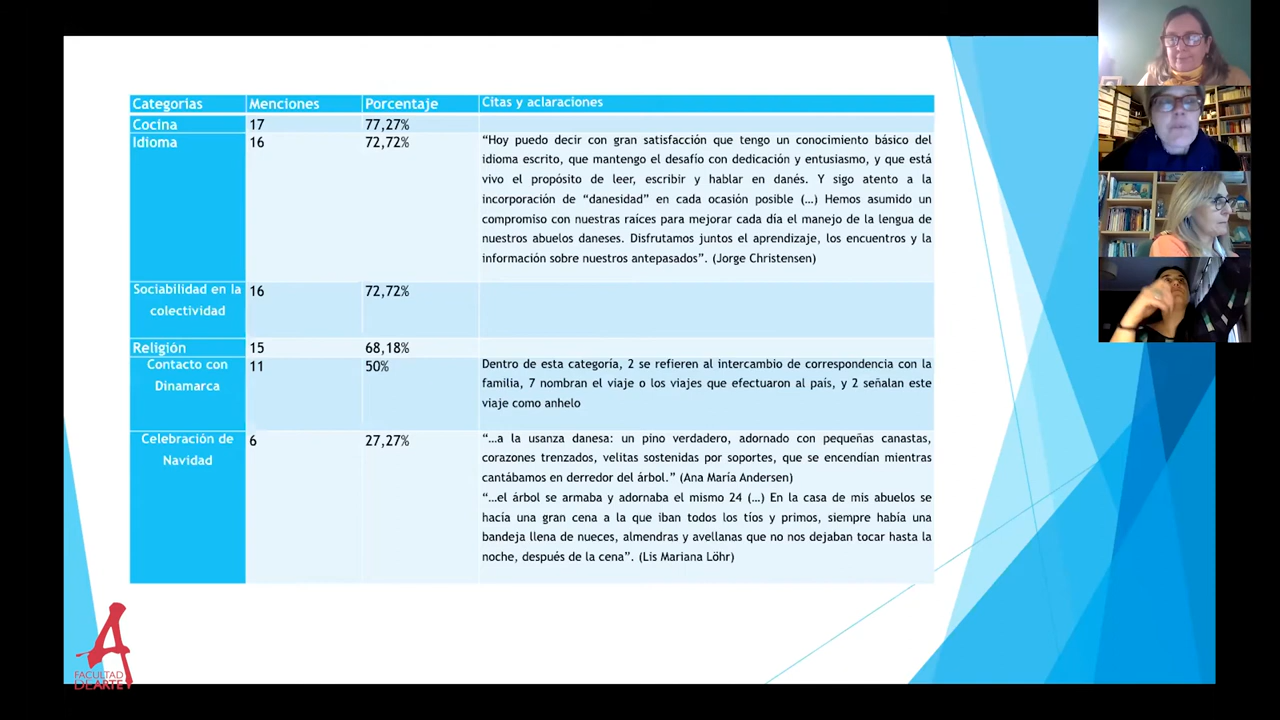 Categorias Menciones Porcentaje Citas y aclaraciones
Cocina 17 77,27%
Idioma 16 72,72% “Hoy puedo decir con gran satisfacción que tengo un conocimiento básico del
idioma escrito, que mantengo el desafío con dedicación y entusiasmo, y que está
vivo el propósito de leer, escribir y hablar en danés. Y sigo atento a la
incorporación de “danesidad” en cada ocasión posible (…) Hemos asumido un
compromiso con nuestras raíces para mejorar cada día el manejo de la lengua de
nuestros abuelos daneses. Disfrutamos juntos el aprendizaje, los encuentros y la
información sobre nuestros antepasados”. (Jorge Christensen)
Sociabilidad en la 16 72,72%
colectividad
Religión 15 68,18%
Contacto con 11 50% Dentro de esta categoría, 2 se refieren al intercambio de correspondencia con la
Dinamarca familia, 7 nombran el viaje o los viajes que efectuaron al país, y 2 señalan este
viaje como anhelo
Celebración de 6 27,27% “…a la usanza danesa: un pino verdadero, adornado con pequeñas canastas,
Navidad corazones trenzados, velitas sostenidas por soportes, que se encendían mientras
cantábamos en derredor del árbol.” (Ana María Andersen)
“…el árbol se armaba y adornaba el mismo 24 (…) En la casa de mis abuelos se
hacía una gran cena a la que iban todos los tíos y primos, siempre había una
bandeja llena de nueces, almendras y avellanas que no nos dejaban tocar hasta la
noche, después de la cena”. (Lis Mariana Löhr)
FACULTAD
DE ARTE